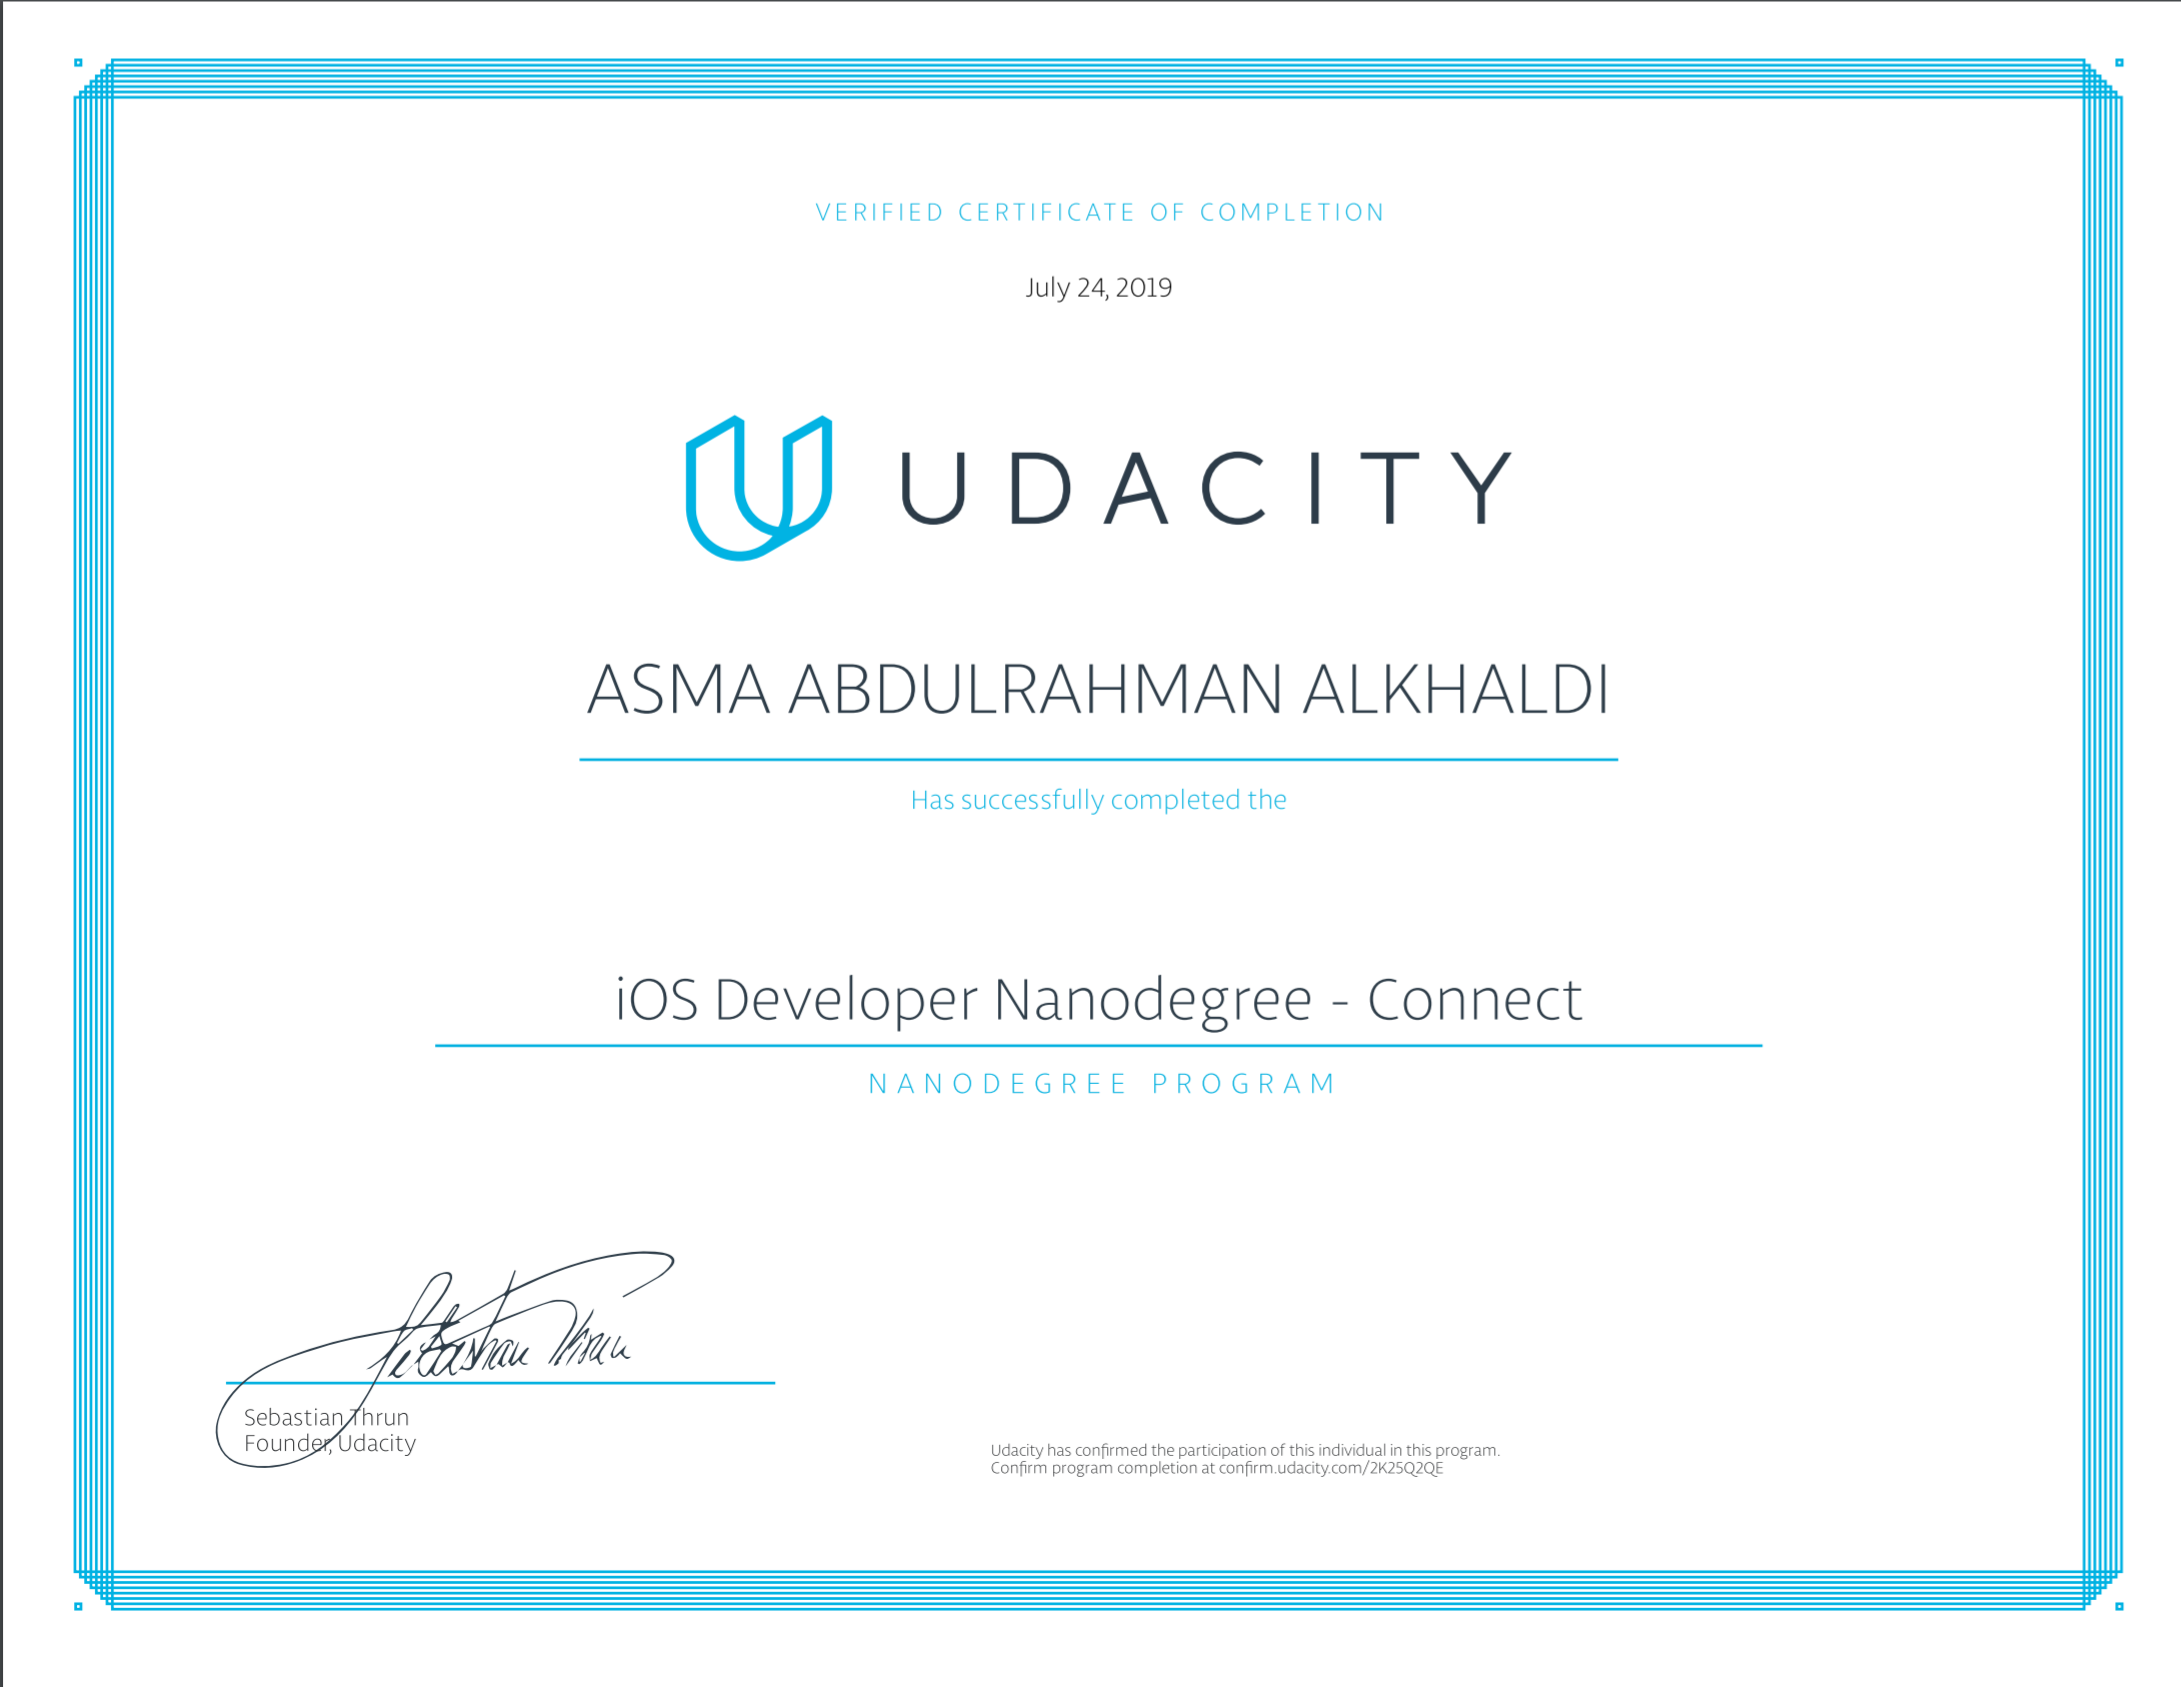 VERIFIED CERTIFICATE OF COMPLETION
July 24, 2019
UDACITY
ASMA ABDULRAHMAN ALKHALDI
Has successfully completed the
iOS Developer Nanodegree - Connect
NANODEGREE PROGRAM
Sebastian Thrun
Sebastian Thrun
Founder, Udacity
Udacity has confirmed the participation of this individual in this program.
Confirm program completion at confirm.udacity.com/2K25Q2QE